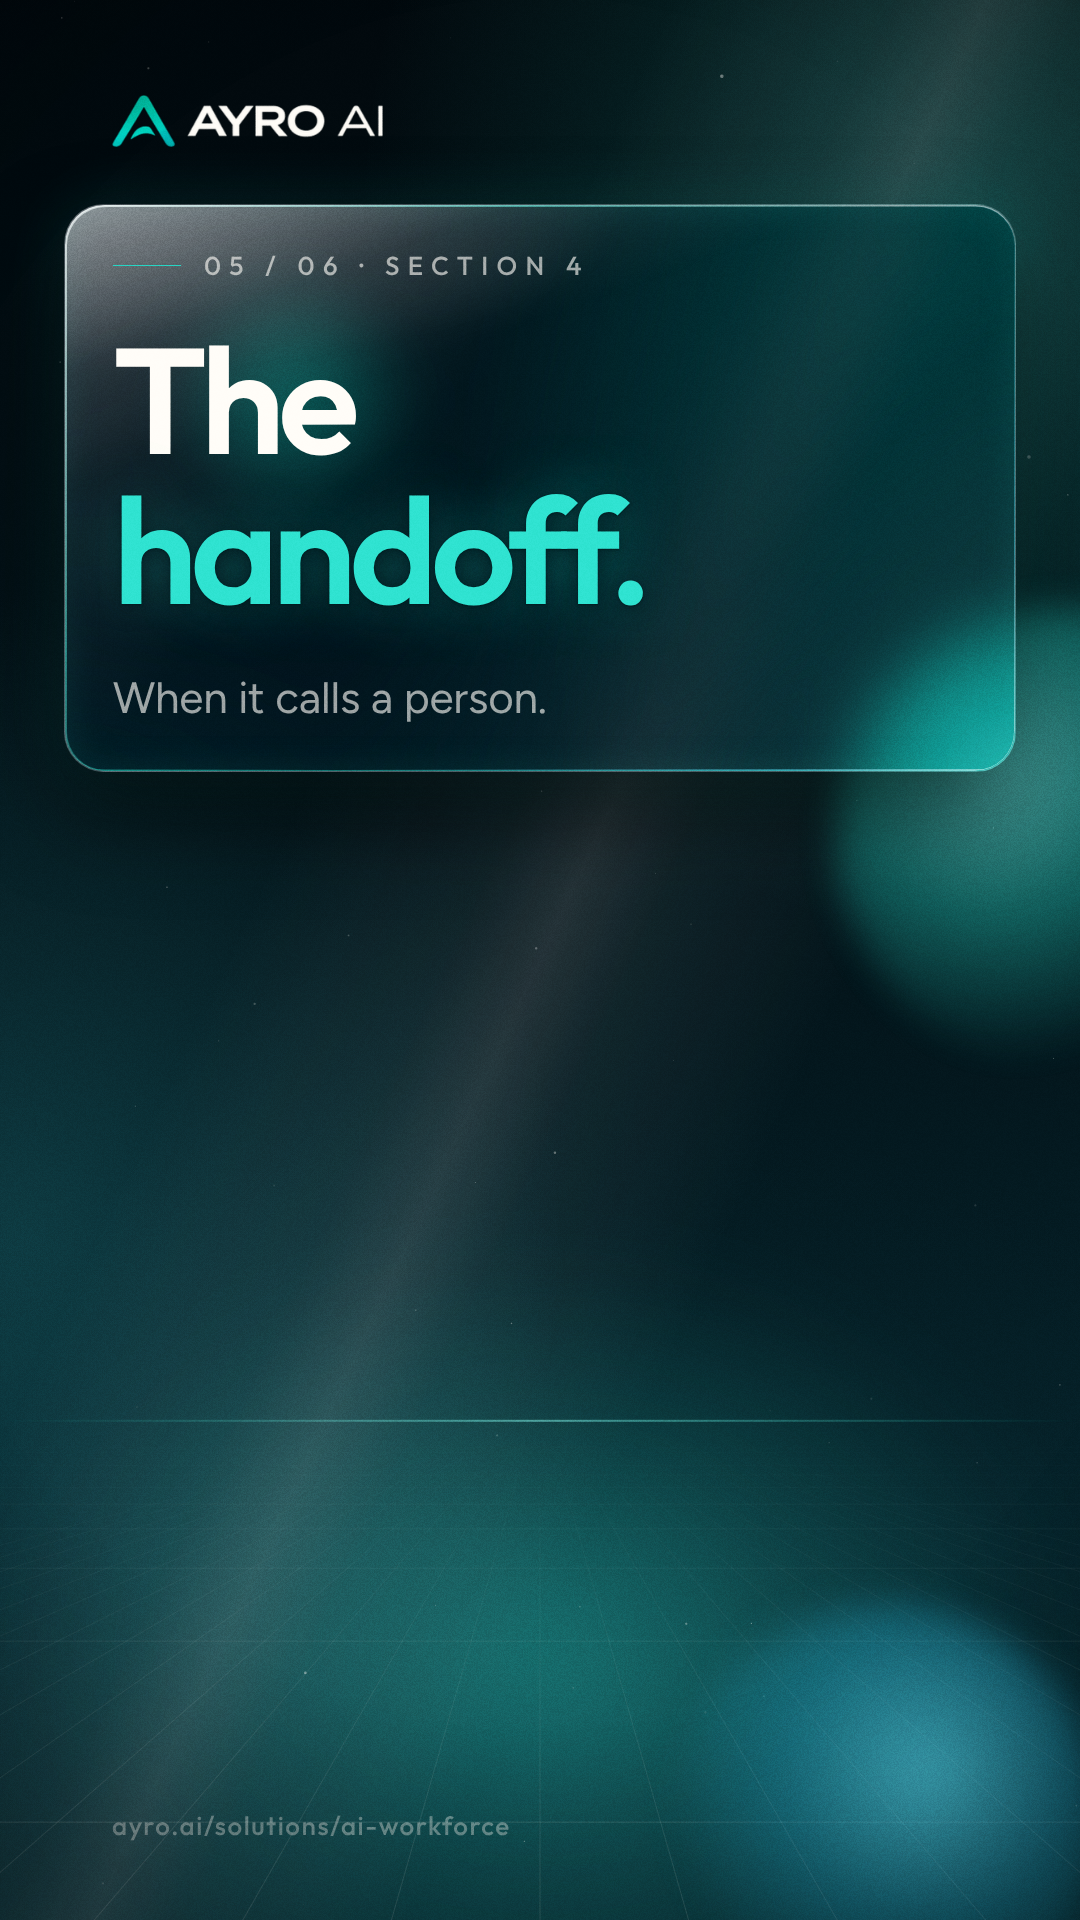 AYRO AI
05 / 06 · SECTION 4
The
handoff.
When it calls a person.
ayro.ai/solutions/ai-workforce